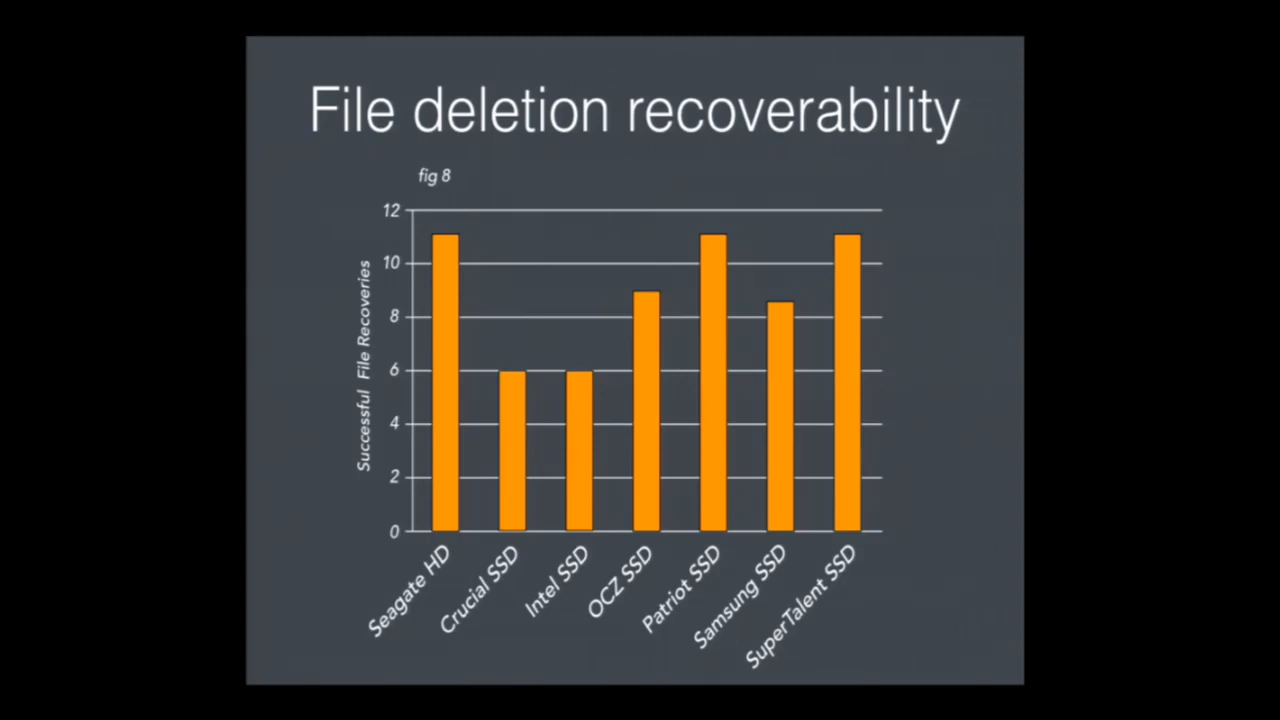 File deletion recoverability
fig 8
Successful File Recoveries
12
10
8
6
4
2
0
Seagate HD
Crucial SSD
Intel SSD
OCZ SSD
Patriot SSD
Samsung SSD
SuperTalent SSD